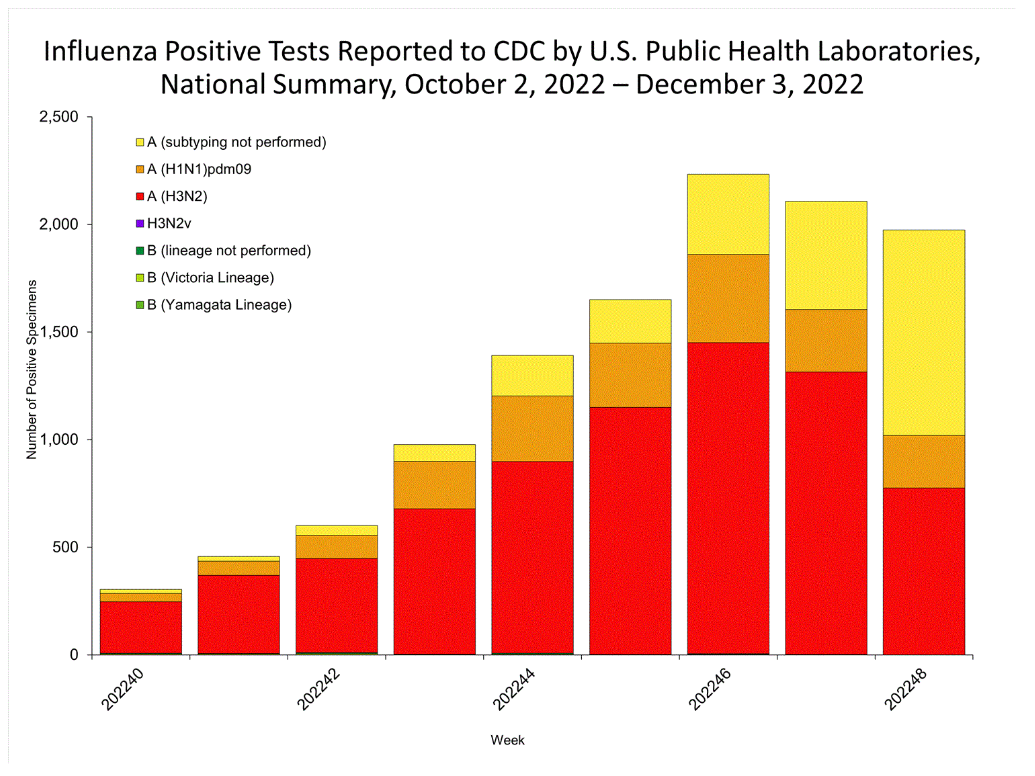 Influenza Positive Tests Reported to CDC by U.S. Public Health Laboratories,
National Summary, October 2, 2022 – December 3, 2022
2,500
2,000
1,500
1,000
500
0
Number of Positive Specimens
A (subtyping not performed)
A (H1N1)pdm09
A (H3N2)
H3N2v
B (lineage not performed)
B (Victoria Lineage)
B (Yamagata Lineage)
202240
202242
202244
202246
202248
Week